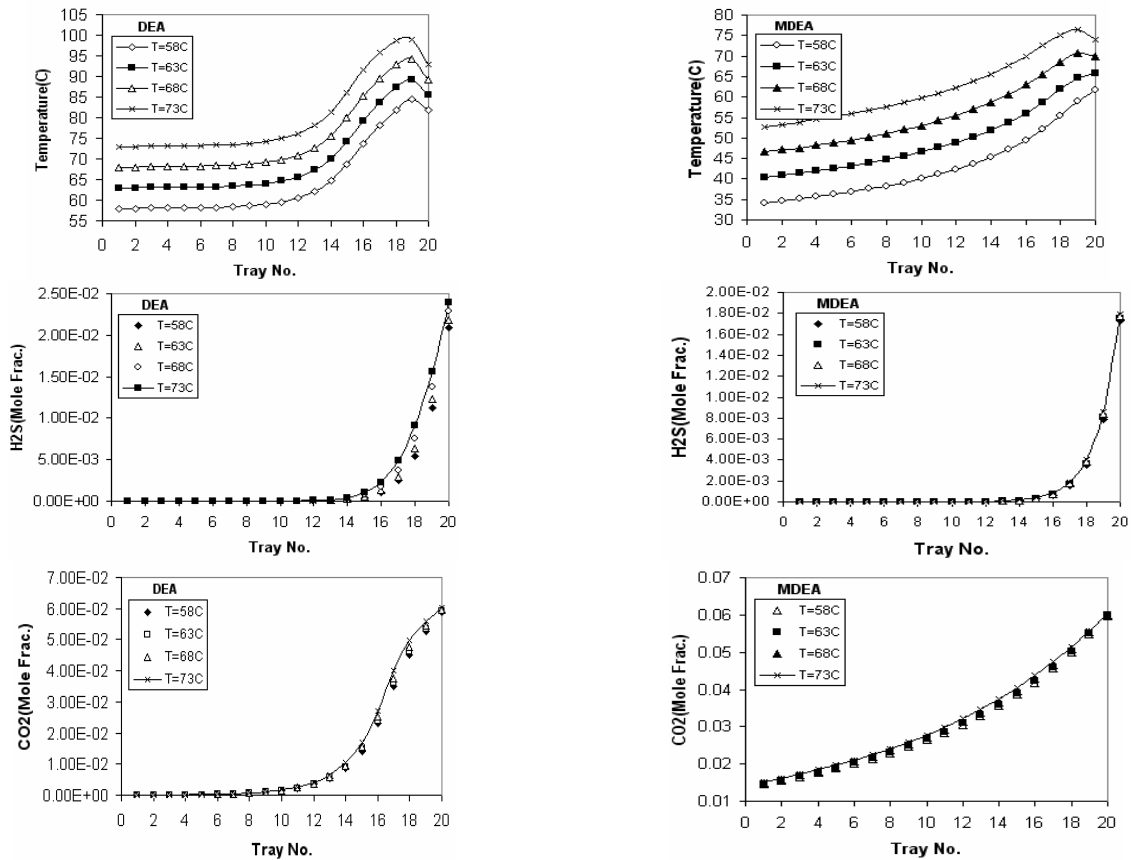 DEA
T=58C
T=63C
T=68C
T=73C
Temperature(C)
105
100
95
90
85
80
75
70
65
60
55
0 2 4 6 8 10 12 14 16 18 20
Tray No.
MDEA
T=58C
T=63C
T=68C
T=73C
Temperature(C)
80
75
70
65
60
55
50
45
40
35
30
0 2 4 6 8 10 12 14 16 18 20
Tray No.
DEA
T=58C
T=63C
T=68C
T=73C
H2S(Mole Frac.)
2.50E-02
2.00E-02
1.50E-02
1.00E-02
5.00E-03
0.00E+00
0 2 4 6 8 10 12 14 16 18 20
Tray No.
MDEA
T=58C
T=63C
T=68C
T=73C
H2S(Mole Frac.)
2.00E-02
1.80E-02
1.60E-02
1.40E-02
1.20E-02
1.00E-02
8.00E-03
6.00E-03
4.00E-03
2.00E-03
0.00E+00
0 2 4 6 8 10 12 14 16 18 20
Tray No.
DEA
T=58C
T=63C
T=68C
T=73C
CO2(Mole Frac.)
7.00E-02
6.00E-02
5.00E-02
4.00E-02
3.00E-02
2.00E-02
1.00E-02
0.00E+00
0 2 4 6 8 10 12 14 16 18 20
Tray No.
MDEA
T=58C
T=63C
T=68C
T=73C
CO2(Mole Frac.)
0.07
0.06
0.05
0.04
0.03
0.02
0.01
0 2 4 6 8 10 12 14 16 18 20
Tray No.